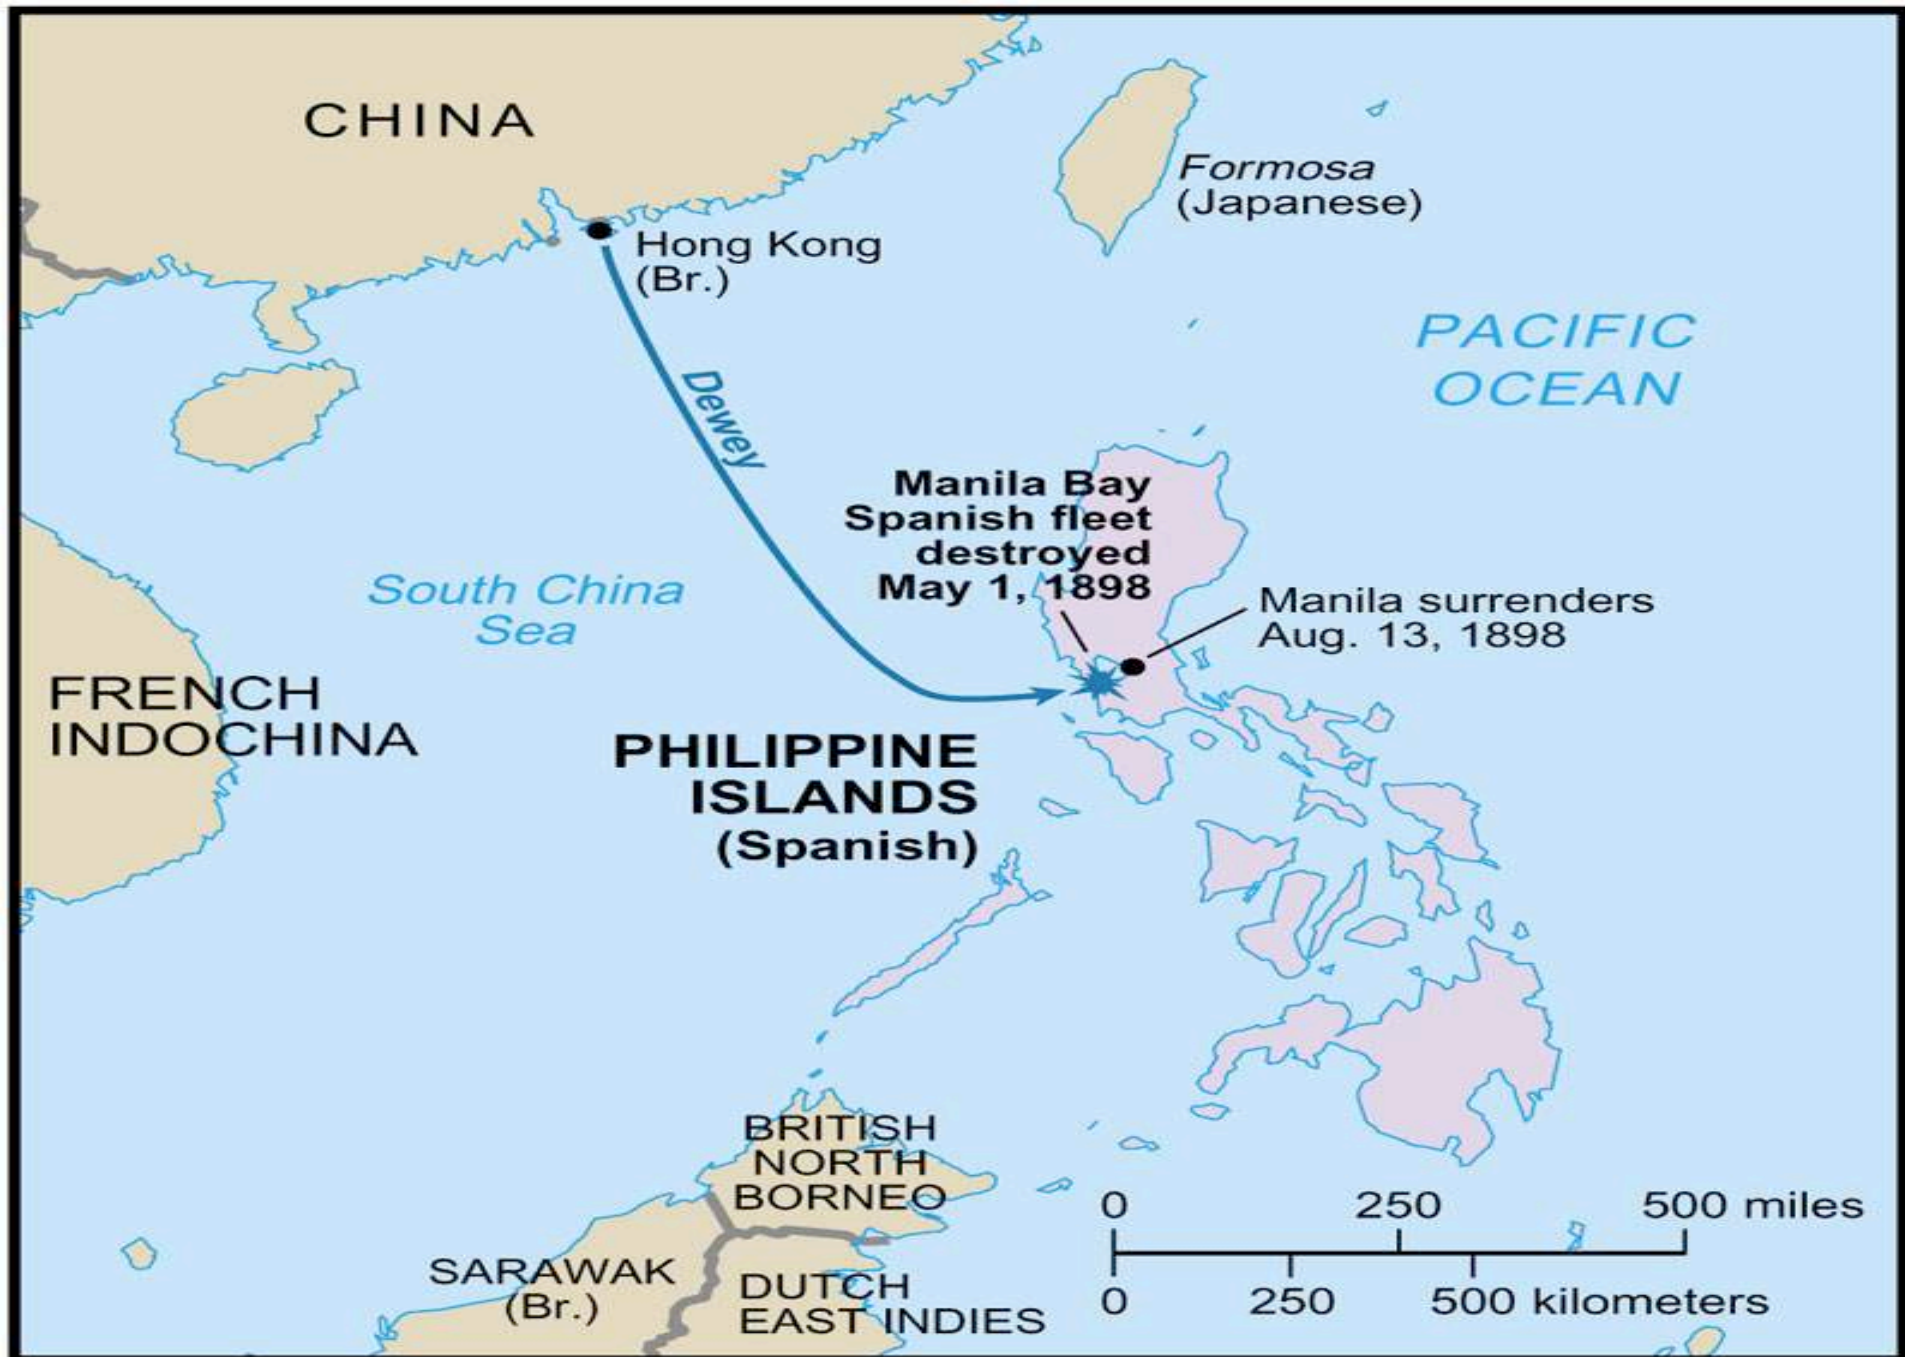 CHINA
Formosa
(Japanese)
Hong Kong
(Br.)
PACIFIC
OCEAN
Dewey
Manila Bay
Spanish fleet
destroyed
May 1, 1898
South China
Sea
Manila surrenders
Aug. 13, 1898
FRENCH
INDOCHINA
PHILIPPINE
ISLANDS
(Spanish)
BRITISH
NORTH
BORNEO
SARAWAK
(Br.)
DUTCH
EAST INDIES
0 250 500 miles
0 250 500 kilometers